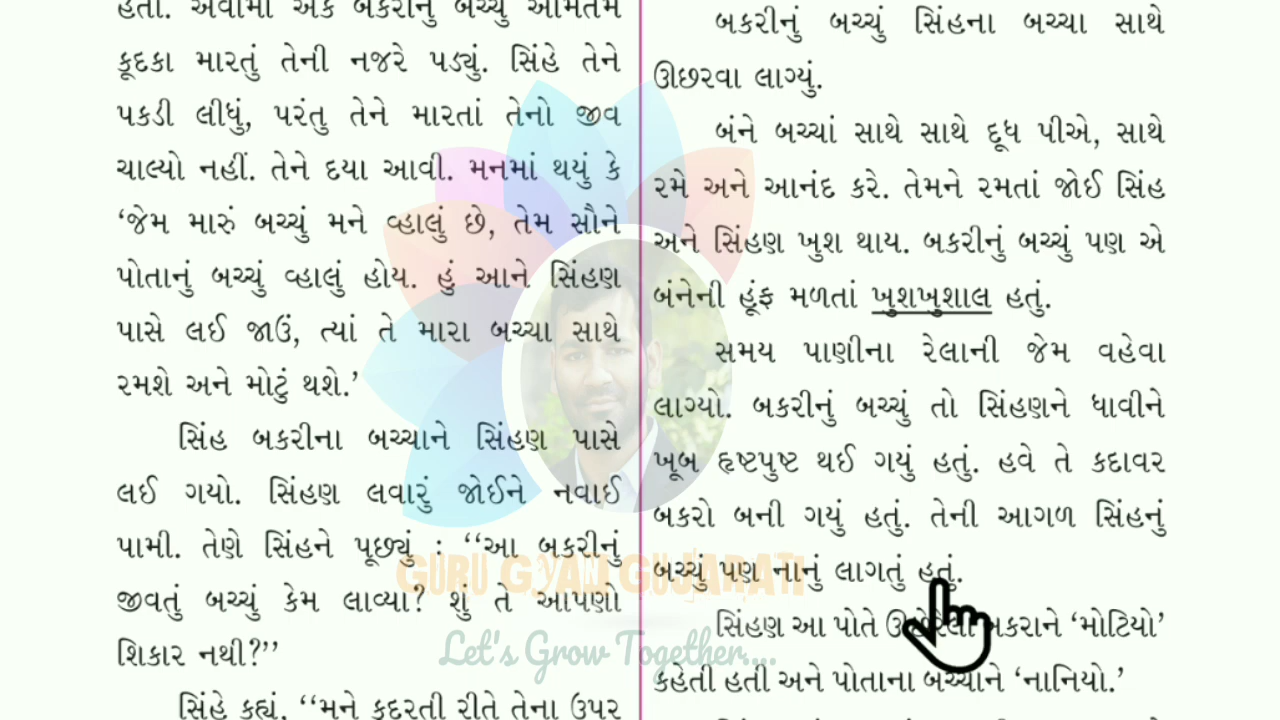 હતા. એવામાં એક બકરીનું બચ્ચું આમતેમ
કૂદકા મારતું તેની નજરે પડ્યું. સિંહે તેને
પકડી લીધું, પરંતુ તેને મારતાં તેનો જીવ
ચાલ્યો નહીં. તેને દયા આવી. મનમાં થયું કે
‘જેમ મારું બચ્ચું મને વ્હાલું છે, તેમ સૌને
પોતાનું બચ્ચું વ્હાલું હોય. હું આને સિંહણ
પાસે લઈ જાઉં, ત્યાં તે મારા બચ્ચા સાથે
રમશે અને મોટું થશે.’
સિંહ બકરીના બચ્ચાને સિંહણ પાસે
લઈ ગયો. સિંહણ લવારું જોઈને નવાઈ
પામી. તેણે સિંહને પૂછ્યું : ‘‘આ બકરીનું
જીવતું બચ્ચું કેમ લાવ્યા? શું તે આપણો
શિકાર નથી?’’
સિંહે કહ્યું, ‘‘મને કુદરતી રીતે તેના ઉપર
બકરીનું બચ્ચું સિંહના બચ્ચા સાથે
ઊછરવા લાગ્યું.
બંને બચ્ચાં સાથે સાથે દૂધ પીએ, સાથે
રમે અને આનંદ કરે. તેમને રમતાં જોઈ સિંહ
અને સિંહણ ખુશ થાય. બકરીનું બચ્ચું પણ એ
બંનેની હૂંફ મળતાં ખુશખુશાલ હતું.
સમય પાણીના રેલાની જેમ વહેવા
લાગ્યો. બકરીનું બચ્ચું તો સિંહણને ધાવીને
ખૂબ હૃષ્ટપુષ્ટ થઈ ગયું હતું. હવે તે કદાવર
બકરો બની ગયું હતું. તેની આગળ સિંહનું
બચ્ચું પણ નાનું લાગતું હતું.
સિંહણ આ પોતે ઊછેરેલા બકરાને ‘મોટિયો’
કહેતી હતી અને પોતાના બચ્ચાને ‘નાનિયો.’
GURU GYAN GUJARATI
Let's Grow Together....